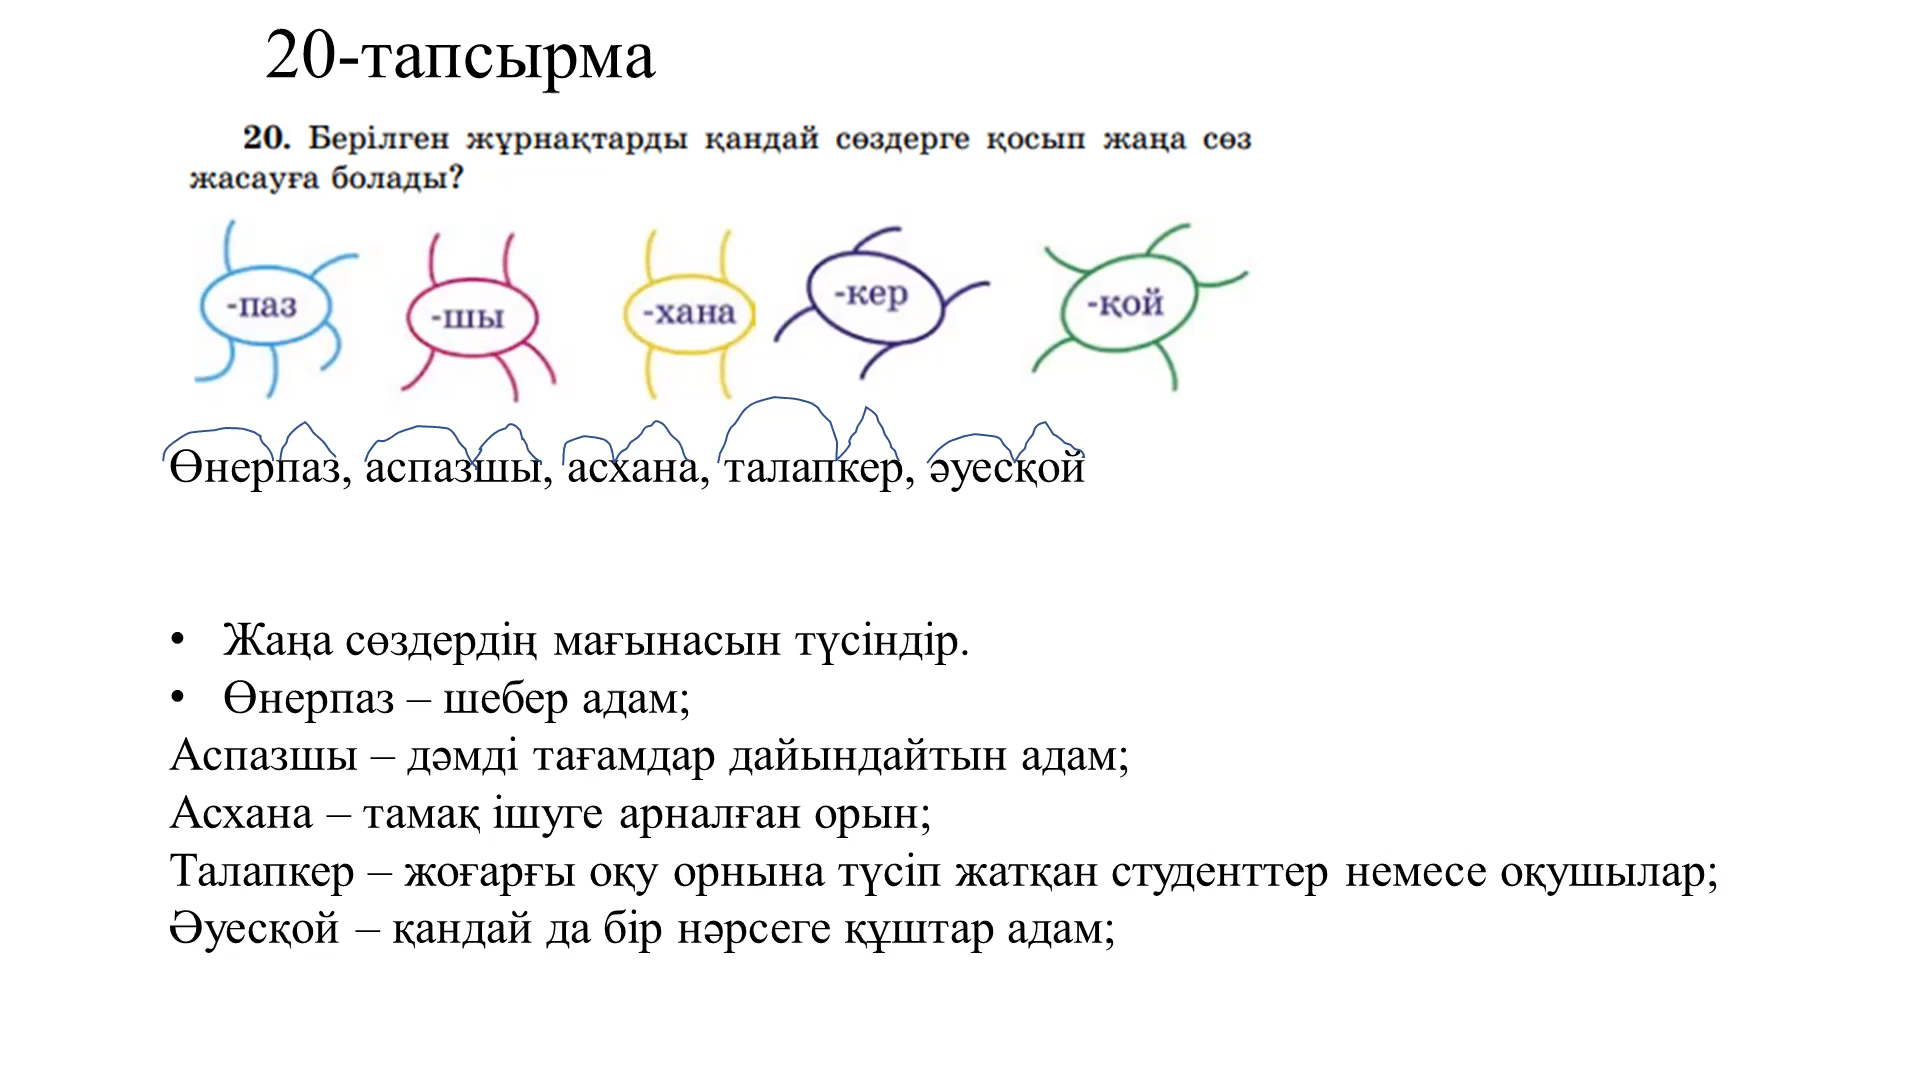 20-тапсырма
20. Берілген жұрнақтарды қандай сөздерге қосып жаңа сөз
жасауға болады?
-паз
-шы
-хана
-кер
-қой
Өнерпаз, аспазшы, асхана, талапкер, әуесқой
• Жаңа сөздердің мағынасын түсіндір.
• Өнерпаз – шебер адам;
Аспазшы – дәмді тағамдар дайындайтын адам;
Асхана – тамақ ішуге арналған орын;
Талапкер – жоғарғы оқу орнына түсіп жатқан студенттер немесе оқушылар;
Әуесқой – қандай да бір нәрсеге құштар адам;